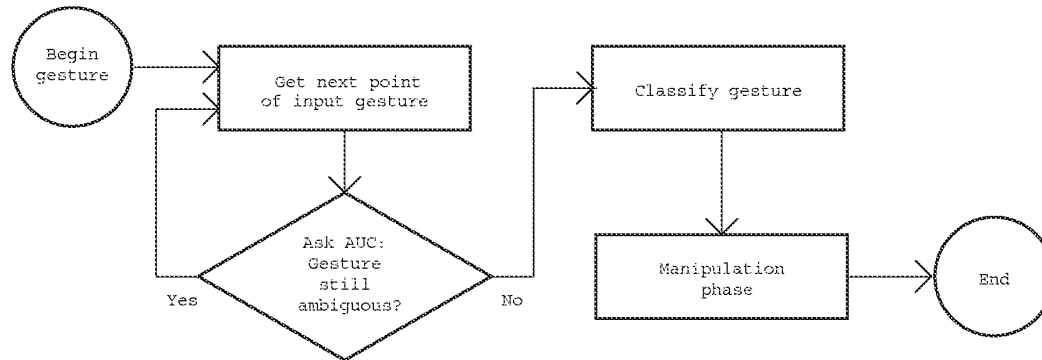 Begin
gesture
Get next point
of input gesture
Ask AUC:
Gesture
still
ambiguous?
Yes
No
Classify gesture
Manipulation
phase
End